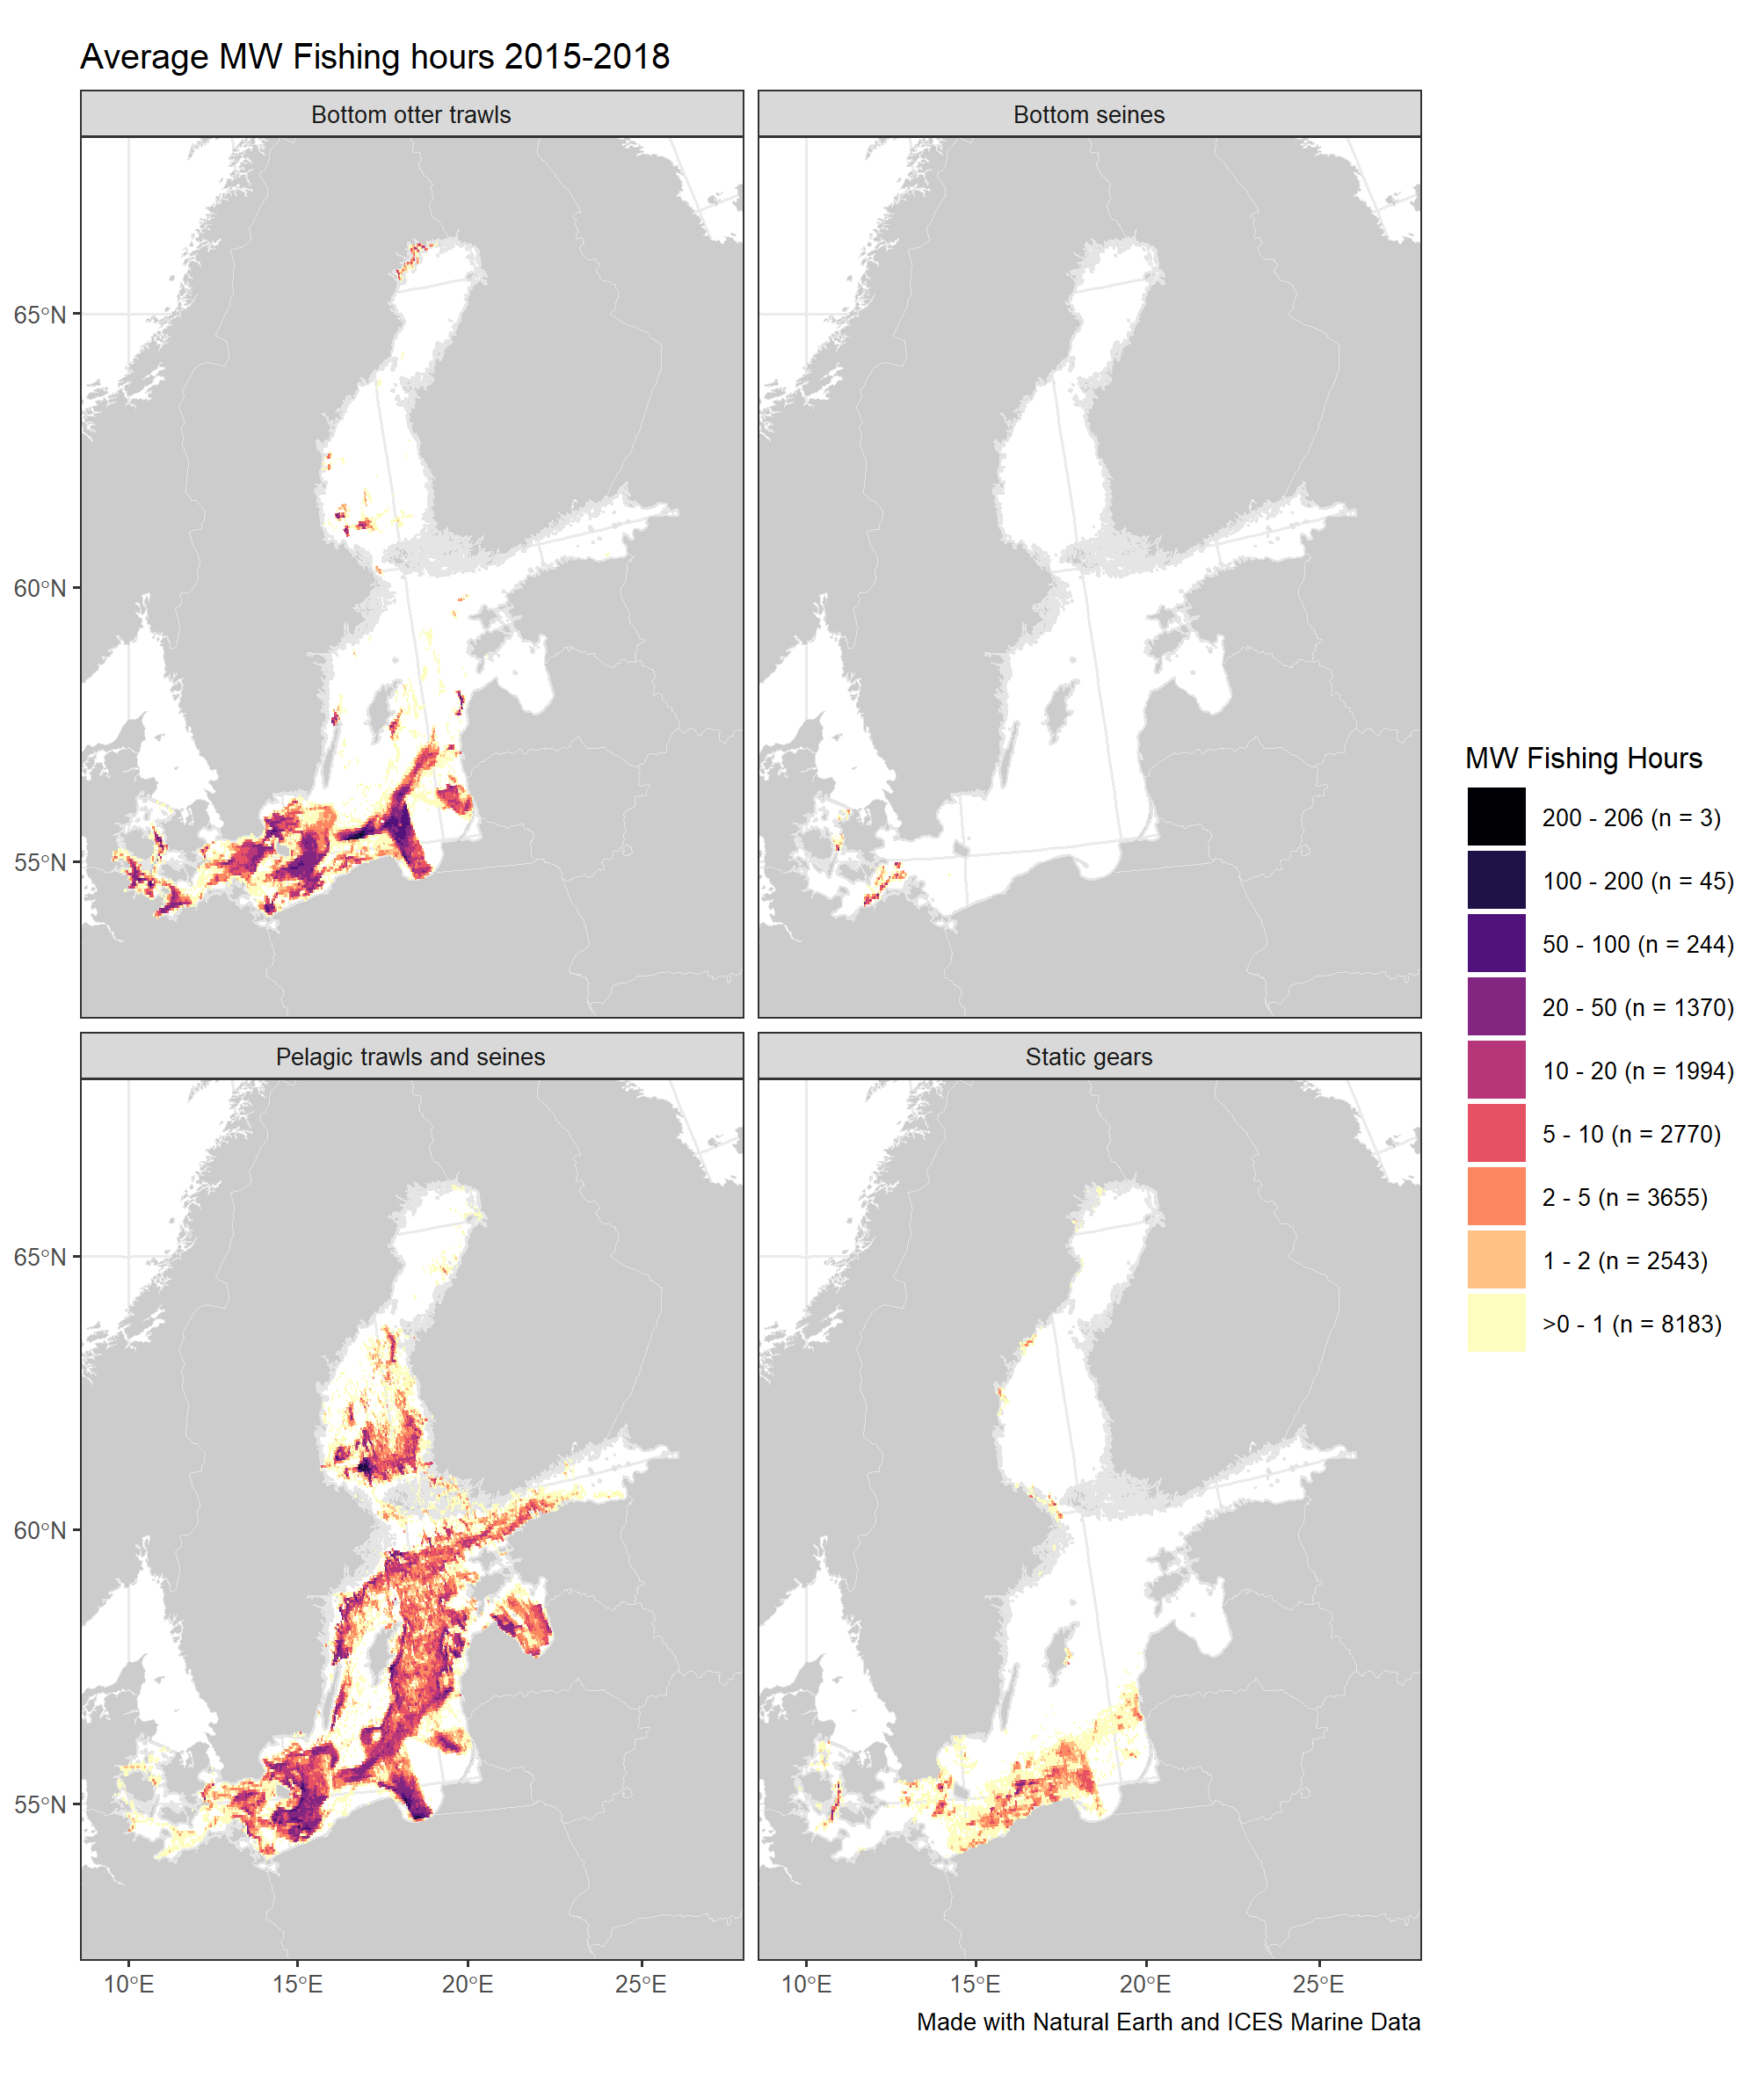 Average MW Fishing hours 2015-2018
Bottom otter trawls
Bottom seines
65°N
60°N
55°N
Pelagic trawls and seines
Static gears
65°N
60°N
55°N
10°E
15°E
20°E
25°E
10°E
15°E
20°E
25°E
MW Fishing Hours
200 - 206 (n = 3)
100 - 200 (n = 45)
50 - 100 (n = 244)
20 - 50 (n = 1370)
10 - 20 (n = 1994)
5 - 10 (n = 2770)
2 - 5 (n = 3655)
1 - 2 (n = 2543)
>0 - 1 (n = 8183)
Made with Natural Earth and ICES Marine Data